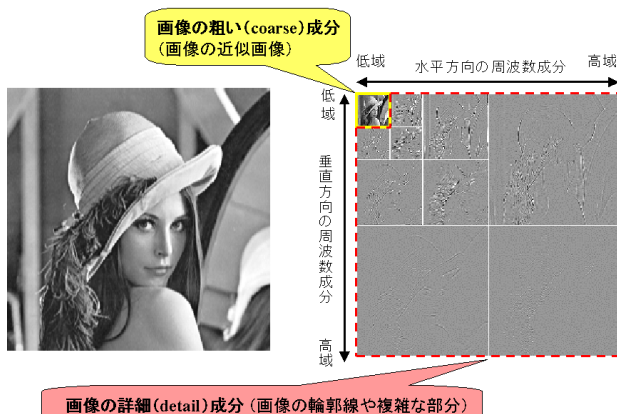 画像の粗い(coarse)成分
(画像の近似画像)
低域
水平方向の周波数成分
高域
低域
垂直方向の周波数成分
高域
画像の詳細(detail)成分 (画像の輪郭線や複雑な部分)